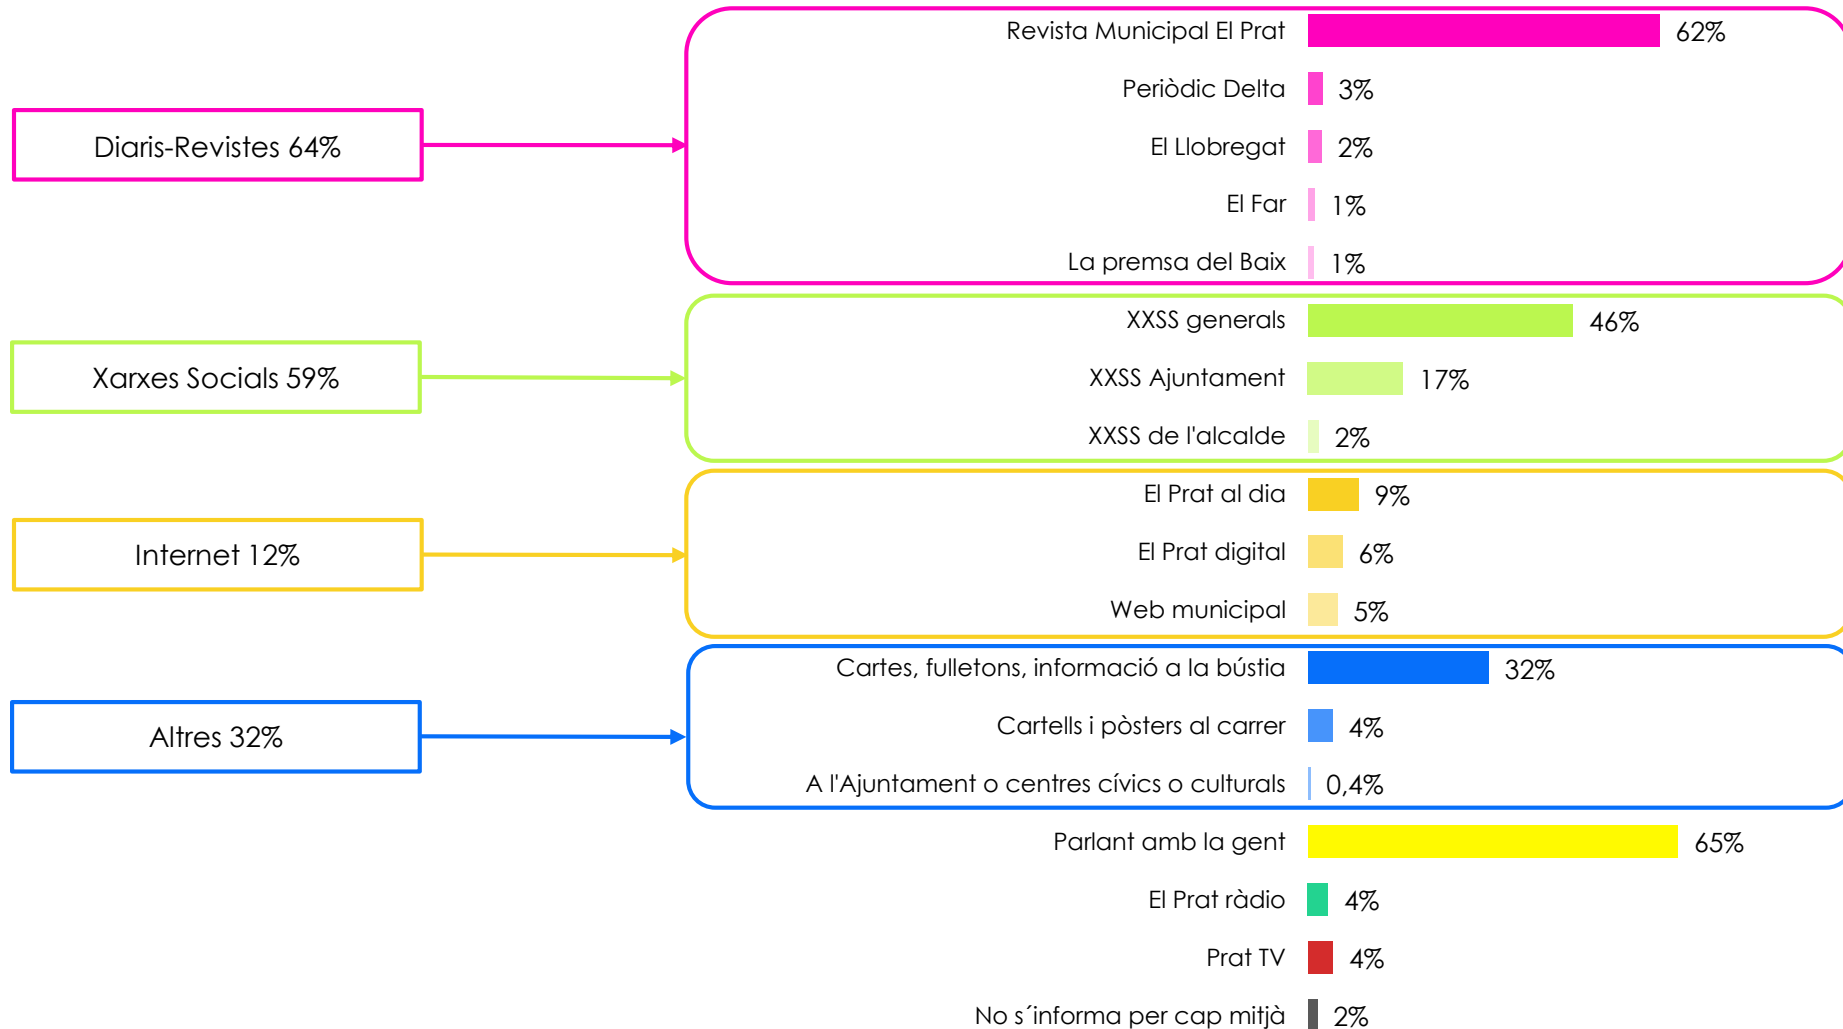 Revista Municipal El Prat 62%
Periòdic Delta 3%
Diaris-Revistes 64%
El Llobregat 2%
El Far 1%
La premsa del Baix 1%
XXSS generals 46%
Xarxes Socials 59%
XXSS Ajuntament 17%
XXSS de l'alcalde 2%
El Prat al dia 9%
Internet 12%
El Prat digital 6%
Web municipal 5%
Cartes, fulletons, informació a la bústia 32%
Altres 32%
Cartells i pòsters al carrer 4%
A l'Ajuntament o centres cívics o culturals 0,4%
Parlant amb la gent 65%
El Prat ràdio 4%
Prat TV 4%
No s´informa per cap mitjà 2%